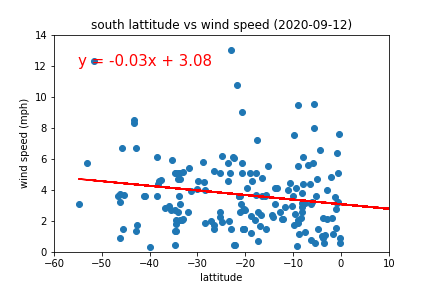 south lattitude vs wind speed (2020-09-12)
14
y = -0.03x + 3.08
12
10
8
6
4
2
0
wind speed (mph)
−60 −50 −40 −30 −20 −10 0 10
lattitude